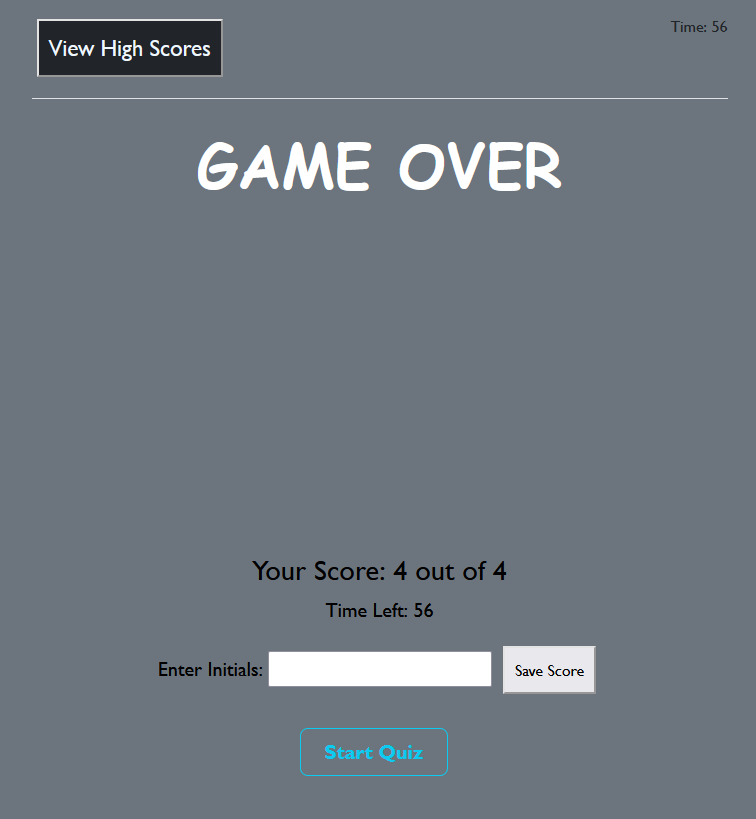 View High Scores
Time: 56
GAME OVER
Your Score: 4 out of 4
Time Left: 56
Enter Initials:
Save Score
Start Quiz